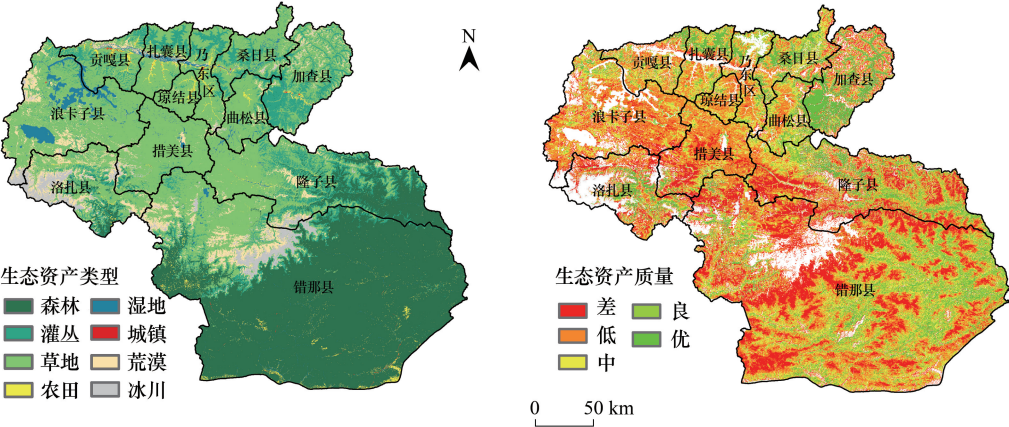 贡嘎县
扎囊县
乃东区
桑日县
加查县
浪卡子县
琼结县
曲松县
措美县
洛扎县
隆子县
错那县
生态资产类型
森林
湿地
灌丛
城镇
草地
荒漠
农田
冰川
N
贡嘎县
扎囊县
乃东区
桑日县
加查县
浪卡子县
琼结县
曲松县
措美县
洛扎县
隆子县
错那县
生态资产质量
差
良
低
优
中
0 50 km